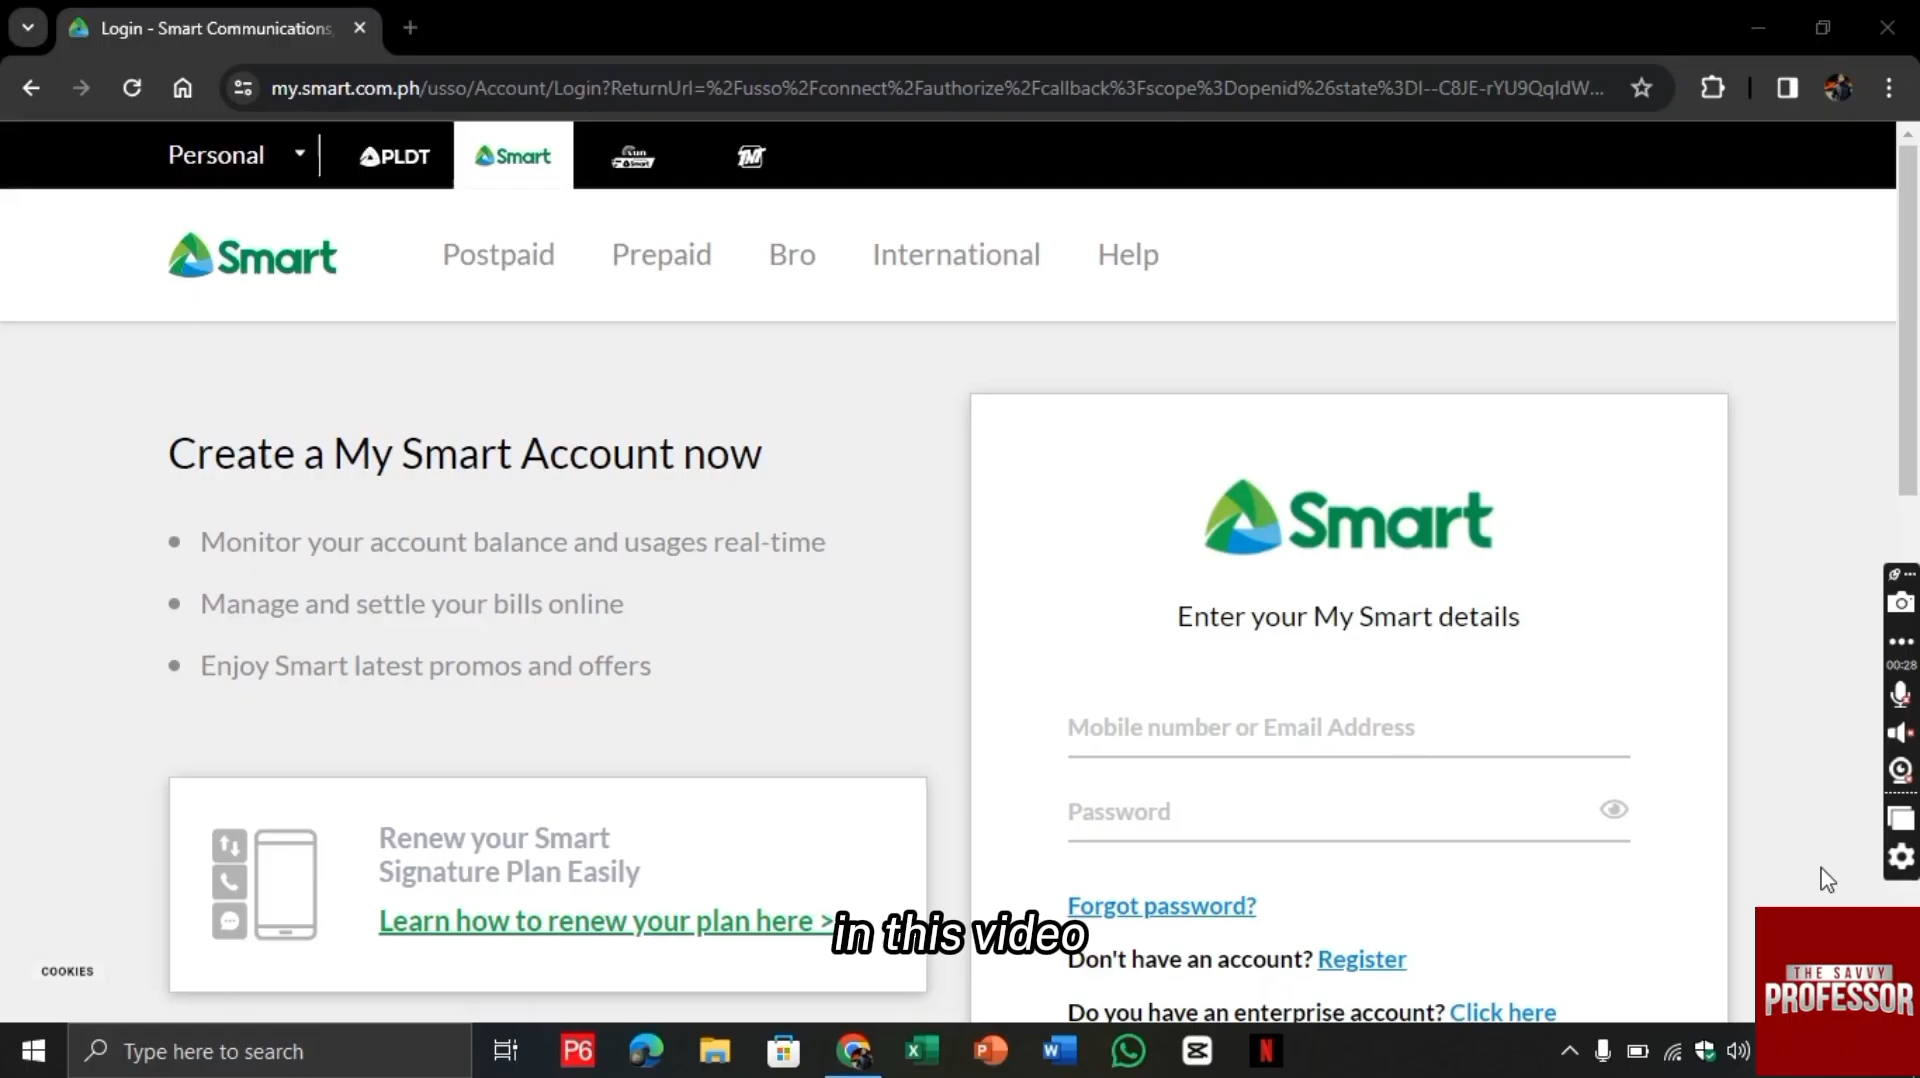 Login - Smart Communications,
my.smart.com.ph/usso/Account/Login?ReturnUrl=%2Fusso%2Fconnect%2Fauthorize%2Fcallback%3Fscope%3Dopenid%26state%3DI--C8JE-rYU9QqIdW...
Personal
PLDT
Smart
Sun
Smart
TNT
Smart
Postpaid
Prepaid
Bro
International
Help
Create a My Smart Account now
Monitor your account balance and usages real-time
Manage and settle your bills online
Enjoy Smart latest promos and offers
Renew your Smart
Signature Plan Easily
Learn how to renew your plan here >
COOKIES
Smart
Enter your My Smart details
Mobile number or Email Address
Password
Forgot password?
Don't have an account? Register
Do you have an enterprise account? Click here
in this video
00:28
THE SAVVY
PROFESSOR
Type here to search
P6